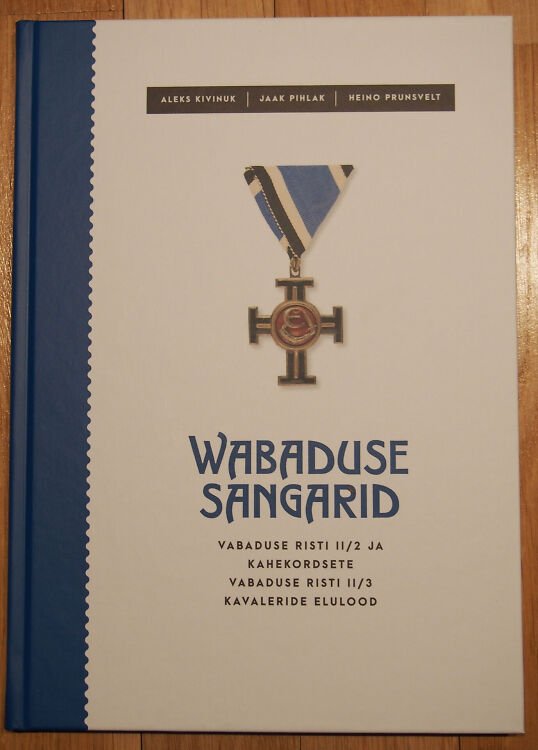 ALEKS KIVINUK | JAAK PIHLAK | HEINO PRUNSVELT
WABADUSE
SANGARID
VABADUSE RISTI II/2 JA
KAHEKORDSETE
VABADUSE RISTI II/3
KAVALERIDE ELULOOD